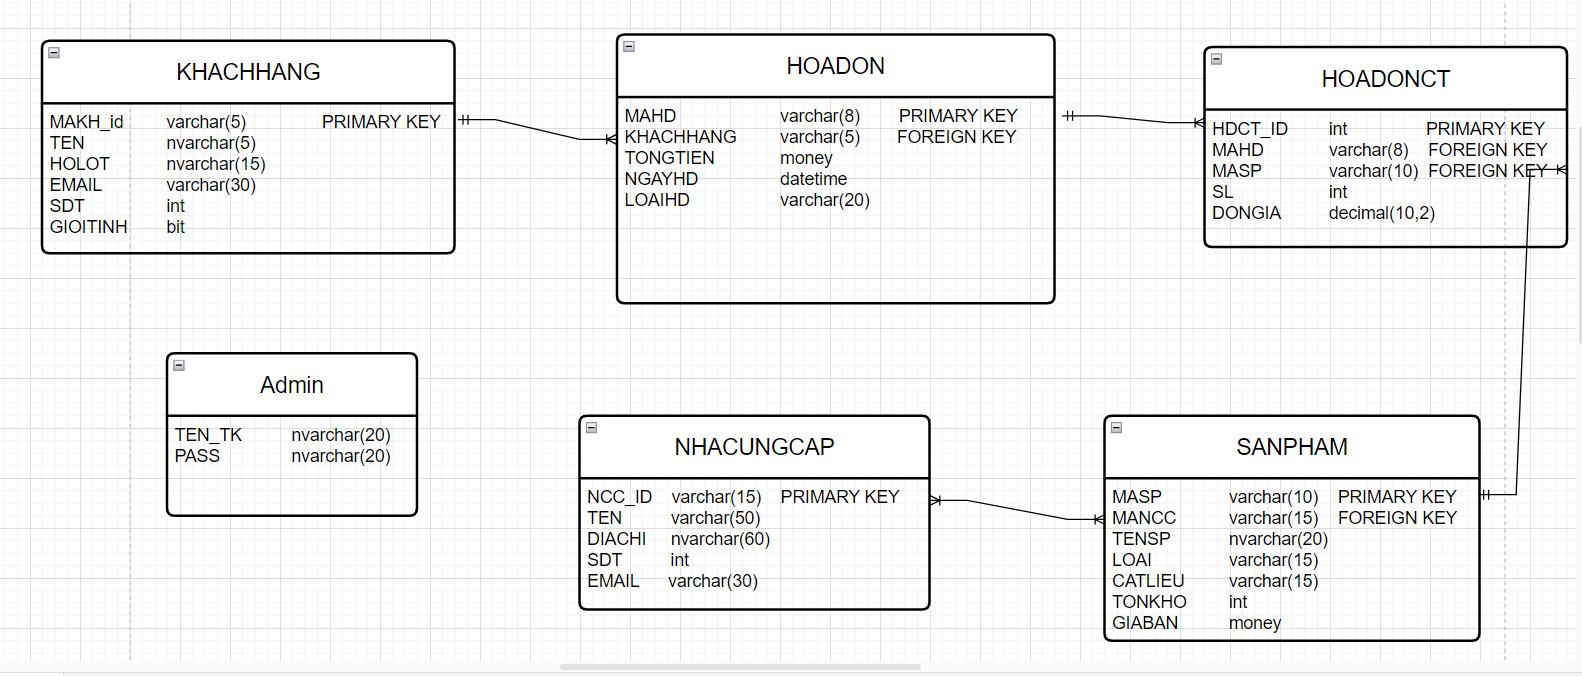 KHACHHANG
MAKH_id varchar(5) PRIMARY KEY
TEN nvarchar(5)
HOLOT nvarchar(15)
EMAIL varchar(30)
SDT int
GIOITINH bit
HOADON
MAHD varchar(8) PRIMARY KEY
KHACHHANG varchar(5) FOREIGN KEY
TONGTIEN money
NGAYHD datetime
LOAIHD varchar(20)
HOADONCT
HDCT_ID int PRIMARY KEY
MAHD varchar(8) FOREIGN KEY
MASP varchar(10) FOREIGN KEY
SL int
DONGIA decimal(10,2)
Admin
TEN_TK nvarchar(20)
PASS nvarchar(20)
NHACUNGCAP
NCC_ID varchar(15) PRIMARY KEY
TEN varchar(50)
DIACHI nvarchar(60)
SDT int
EMAIL varchar(30)
SANPHAM
MASP varchar(10) PRIMARY KEY
MANCC varchar(15) FOREIGN KEY
TENSP nvarchar(20)
LOAI varchar(15)
CATLIEU varchar(15)
TONKHO int
GIABAN money